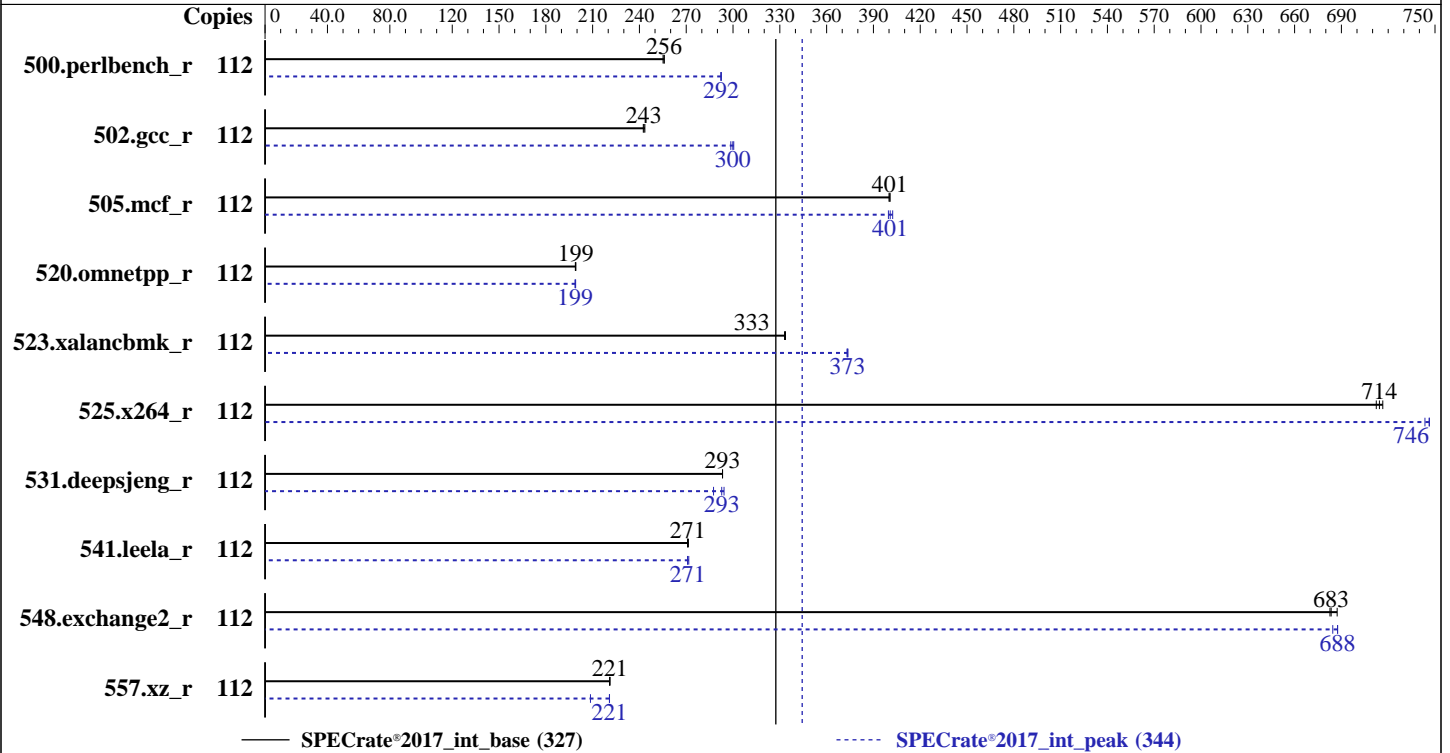 Copies 0 40.0 80.0 120 150 180 210 240 270 300 330 360 390 420 450 480 510 540 570 600 630 660 690 750
256
500.perlbench_r 112
292
243
502.gcc_r 112
300
401
505.mcf_r 112
401
199
520.omnetpp_r 112
199
333
523.xalancbmk_r 112
373
714
525.x264_r 112
746
293
531.deepsjeng_r 112
293
271
541.leela_r 112
271
683
548.exchange2_r 112
688
221
557.xz_r 112
221
SPECrate®2017_int_base (327) SPECrate®2017_int_peak (344)